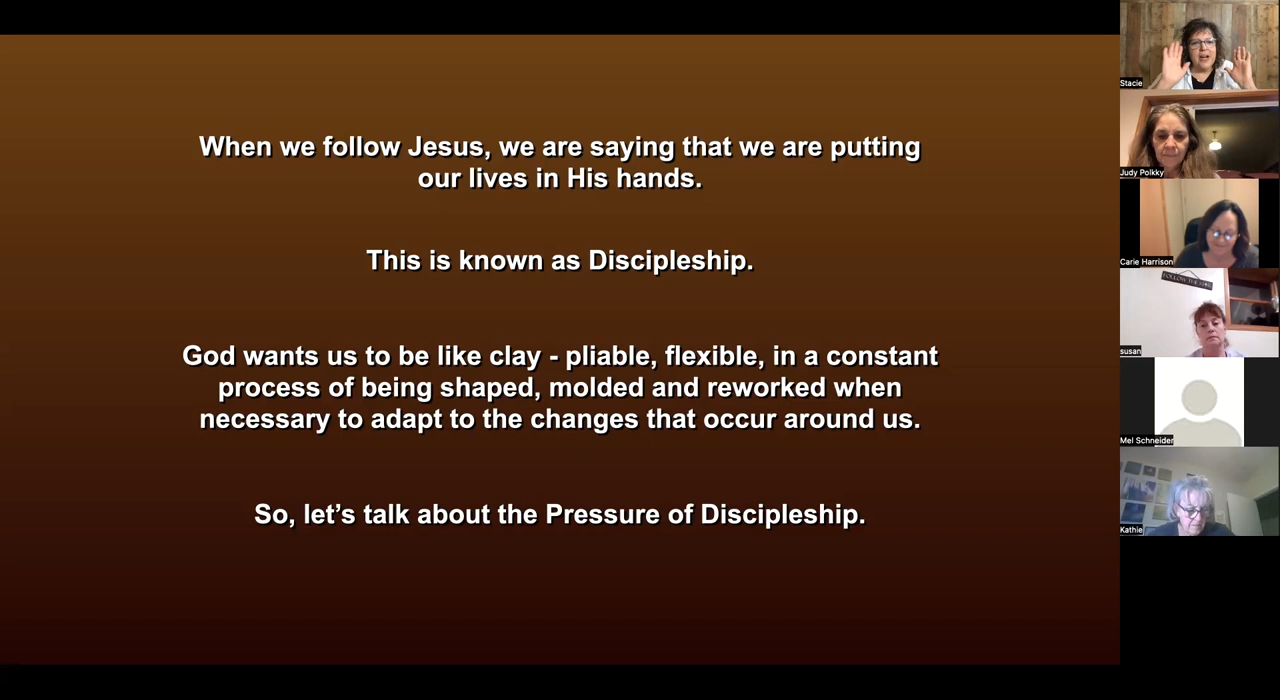 When we follow Jesus, we are saying that we are putting
our lives in His hands.
This is known as Discipleship.
God wants us to be like clay - pliable, flexible, in a constant
process of being shaped, molded and reworked when
necessary to adapt to the changes that occur around us.
So, let’s talk about the Pressure of Discipleship.
Stacie
Judy Polkky
Carie Harrison
FOLLOW THE
susan
Mel Schneider
Kathie